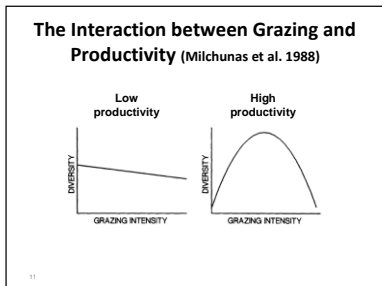 The Interaction between Grazing and
Productivity (Milchunas et al. 1988)
Low
productivity
High
productivity
DIVERSITY
GRAZING INTENSITY
DIVERSITY
GRAZING INTENSITY
11